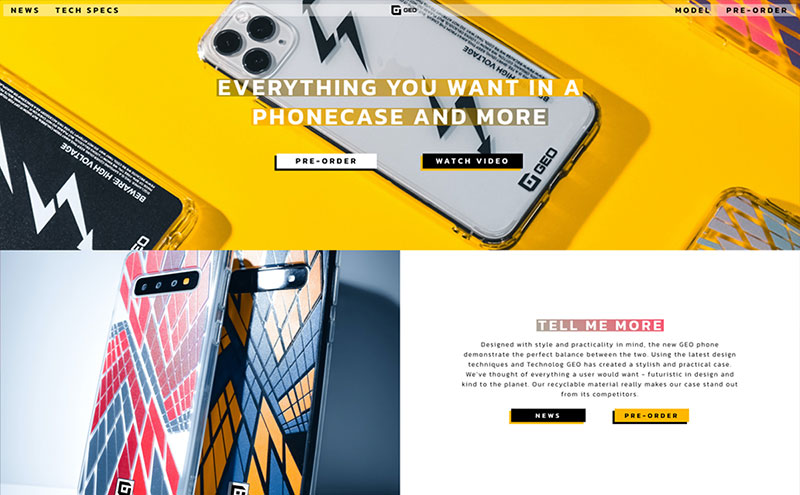 NEWS TECH SPECS GEO MODEL PRE-ORDER
EVERYTHING YOU WANT IN A
PHONECASE AND MORE
PRE-ORDER WATCH VIDEO
BEWARE: HIGH VOLTAGE
GEO
BEWARE: HIGH VOLTAGE
GEO
TELL ME MORE
Designed with style and practicality in mind, the new GEO phone
demonstrate the perfect balance between the two. Using the latest design
techniques and Technolog GEO has created a stylish and practical case.
We've thought of everything a user would want - futuristic in design and
kind to the planet. Our recyclable material really makes our case stand out
from its competitors.
NEWS PRE-ORDER